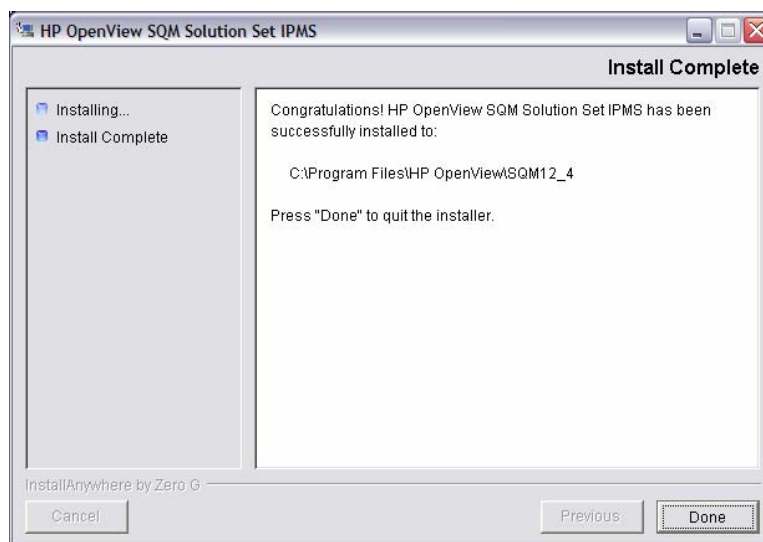 HP OpenView SQM Solution Set IPMS
Install Complete
Installing...
Install Complete
Congratulations! HP OpenView SQM Solution Set IPMS has been
successfully installed to:
C:\Program Files\HP OpenView\SQM12_4
Press "Done" to quit the installer.
InstallAnywhere by Zero G
Cancel
Previous
Done